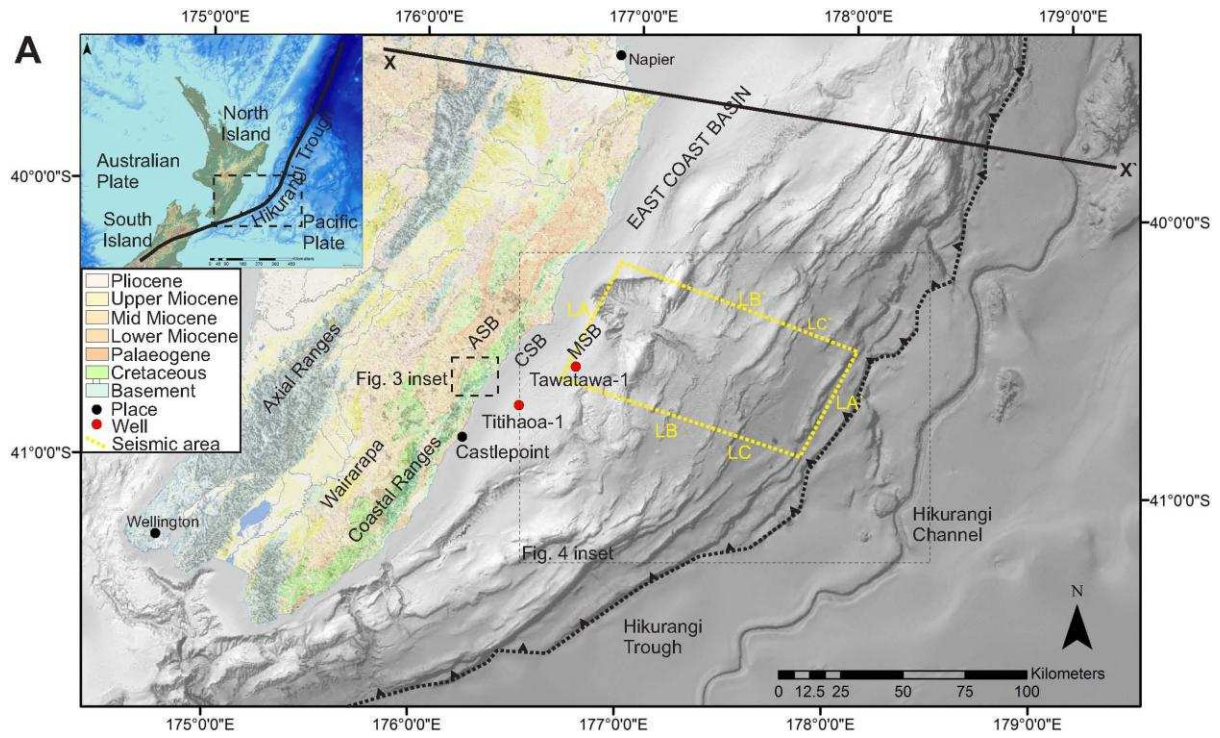 A
175°0'0"E
176°0'0"E
177°0'0"E
178°0'0"E
179°0'0"E
N
North
Island
Australian
Plate
South
Island
Hikurangi Trough
Pacific
Plate
X
Napier
EAST COAST BASIN
X`
40°0'0"S
40°0'0"S
Pliocene
Upper Miocene
Mid Miocene
Lower Miocene
Palaeogene
Cretaceous
Basement
Place
Well
Seismic area
Axial Ranges
ASB
CSB
MSB
LA`
LB`
LC`
Fig. 3 inset
Tawatawa-1
Titihaoa-1
LA
LB
LC
Castlepoint
Wairarapa
Coastal Ranges
41°0'0"S
41°0'0"S
Wellington
Fig. 4 inset
Hikurangi
Channel
Hikurangi
Trough
N
Kilometers
0 12.5 25 50 75 100
175°0'0"E
176°0'0"E
177°0'0"E
178°0'0"E
179°0'0"E